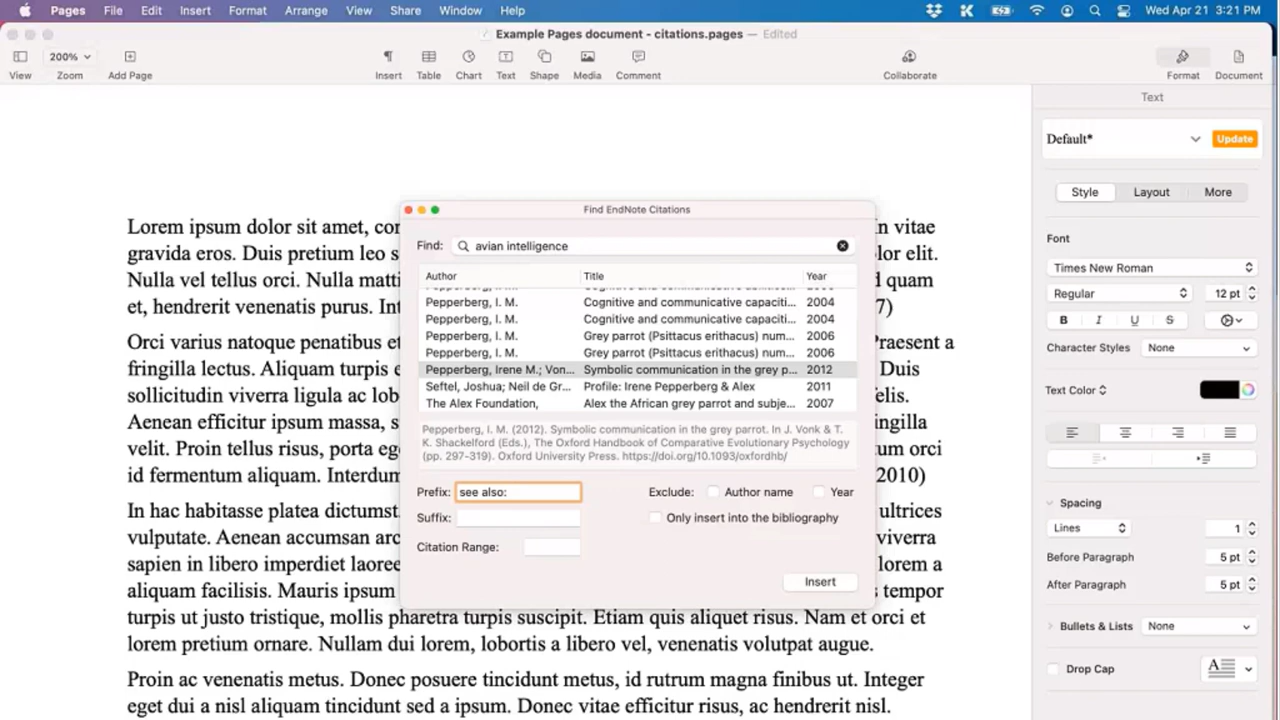 Pages File Edit Insert Format Arrange View Share Window Help Wed Apr 21 3:21 PM
Example Pages document - citations.pages — Edited
200%
View Zoom Add Page Insert Table Chart Text Shape Media Comment Collaborate Format Document
Text
Default* Update
Style Layout More
Font
Times New Roman
Regular 12 pt
B I U S
Character Styles None
Text Color
Spacing
Lines 1
Before Paragraph 5 pt
After Paragraph 5 pt
Bullets & Lists None
Drop Cap
Find EndNote Citations
Find: avian intelligence
Author Title Year
Pepperberg, I. M. Cognitive and communicative capaciti... 2004
Pepperberg, I. M. Cognitive and communicative capaciti... 2004
Pepperberg, I. M. Grey parrot (Psittacus erithacus) num... 2006
Pepperberg, I. M. Grey parrot (Psittacus erithacus) num... 2006
Pepperberg, Irene M.; Von... Symbolic communication in the grey p... 2012
Seftel, Joshua; Neil de Gr... Profile: Irene Pepperberg & Alex 2011
The Alex Foundation, Alex the African grey parrot and subje... 2007
Pepperberg, I. M. (2012). Symbolic communication in the grey parrot. In J. Vonk & T.
K. Shackelford (Eds.), The Oxford Handbook of Comparative Evolutionary Psychology
(pp. 297-319). Oxford University Press. https://doi.org/10.1093/oxfordhb/
Prefix: see also: Exclude: Author name Year
Suffix: Only insert into the bibliography
Citation Range:
Insert
Lorem ipsum dolor sit amet, con in vitae
gravida eros. Duis pretium leo s lor elit.
Nulla vel tellus orci. Nulla matti d quam
et, hendrerit venenatis purus. Int 7)
Orci varius natoque penatibus et Praesent a
fringilla lectus. Aliquam turpis e Duis
sollicitudin viverra ligula ac lob elis.
Aenean efficitur ipsum massa, s ingilla
velit. Proin tellus risus, porta ege m orci
id fermentum aliquam. Interdum 2010)
In hac habitasse platea dictumst. ultrices
vulputate. Aenean accumsan arc viverra
sapien in libero imperdiet laoree lorem a
aliquam facilisis. Mauris ipsum s tempor
turpis ut justo tristique, mollis pharetra turpis suscipit. Etiam quis aliquet risus. Nam et orci et
lorem pretium ornare. Nullam dui lorem, lobortis a libero vel, venenatis volutpat augue.
Proin ac venenatis metus. Donec posuere tincidunt metus, id rutrum magna finibus ut. Integer
eget dui a nisl aliquam tincidunt sed a ipsum. Donec vitae efficitur risus, ac hendrerit nisl.